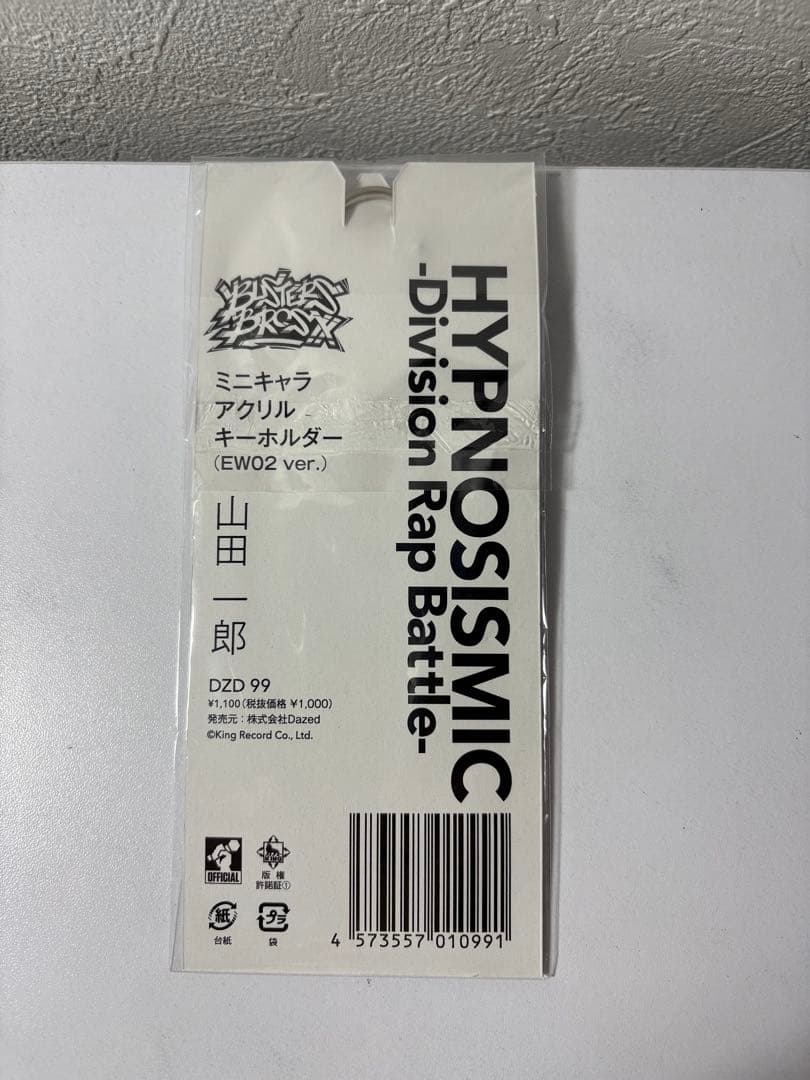 HYPNOSISMIC
-Division Rap Battle-
BUSTERS
BROS!!!
ミニキャラ
アクリル
キーホルダー
(EW02 ver.)
山田 一郎
DZD 99
¥1,100(税抜価格 ¥1,000)
発売元:株式会社Dazed
©King Record Co., Ltd.
OFFICIAL
KING
版権
許諾証①
紙
台紙
プラ
袋
4 573557 010991